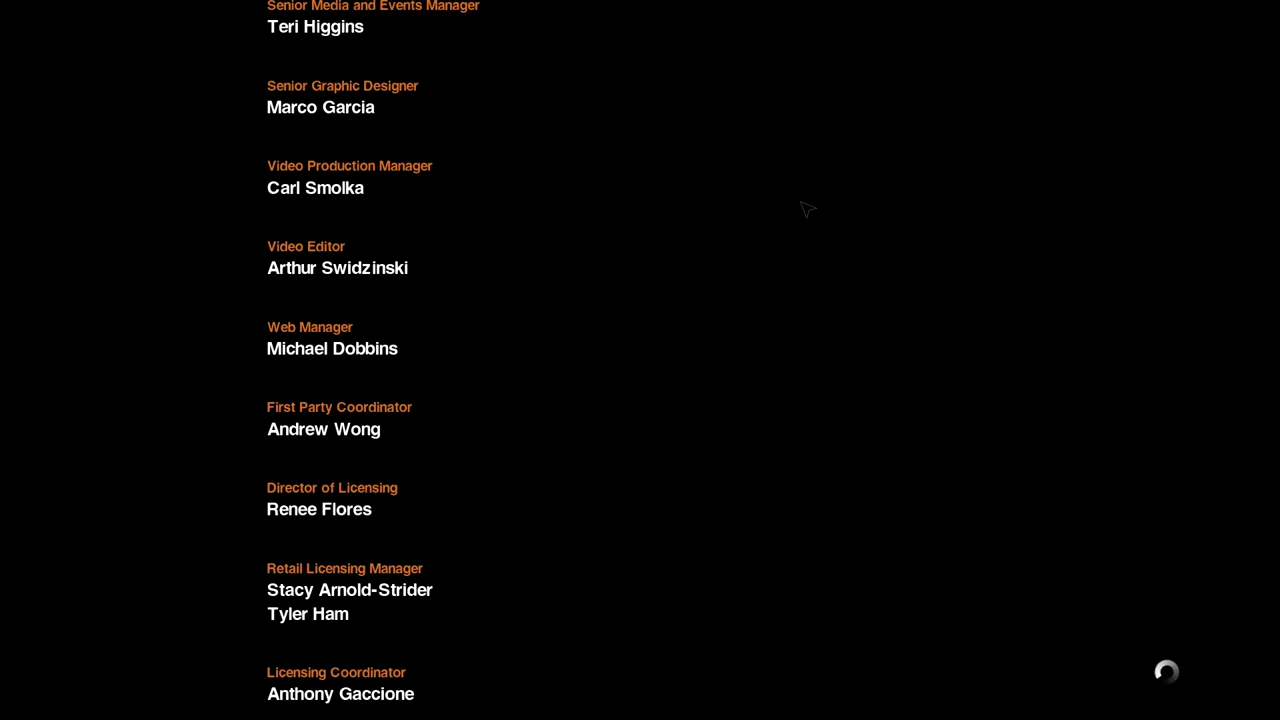 Senior Media and Events Manager
Teri Higgins
Senior Graphic Designer
Marco Garcia
Video Production Manager
Carl Smolka
Video Editor
Arthur Swidzinski
Web Manager
Michael Dobbins
First Party Coordinator
Andrew Wong
Director of Licensing
Renee Flores
Retail Licensing Manager
Stacy Arnold-Strider
Tyler Ham
Licensing Coordinator
Anthony Gaccione